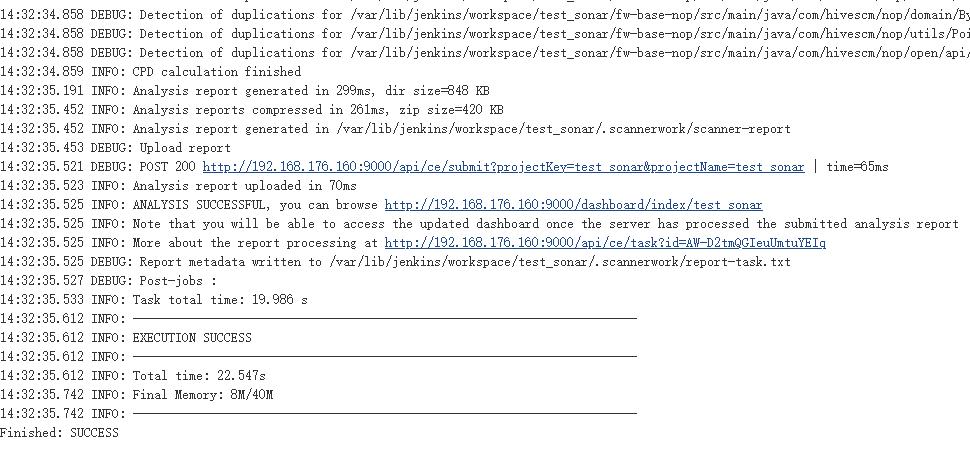 14:32:34.858 DEBUG: Detection of duplications for /var/lib/jenkins/workspace/test_sonar/fw-base-nop/src/main/java/com/hivescm/nop/domain/By
14:32:34.858 DEBUG: Detection of duplications for /var/lib/jenkins/workspace/test_sonar/fw-base-nop/src/main/java/com/hivescm/nop/utils/Poi
14:32:34.858 DEBUG: Detection of duplications for /var/lib/jenkins/workspace/test_sonar/fw-base-nop/src/main/java/com/hivescm/nop/open/api/
14:32:34.859 INFO: CPD calculation finished
14:32:35.191 INFO: Analysis report generated in 299ms, dir size=848 KB
14:32:35.452 INFO: Analysis reports compressed in 261ms, zip size=420 KB
14:32:35.452 INFO: Analysis report generated in /var/lib/jenkins/workspace/test_sonar/.scannerwork/scanner-report
14:32:35.453 DEBUG: Upload report
14:32:35.521 DEBUG: POST 200 http://192.168.176.160:9000/api/ce/submit?projectKey=test_sonar&projectName=test_sonar | time=65ms
14:32:35.523 INFO: Analysis report uploaded in 70ms
14:32:35.525 INFO: ANALYSIS SUCCESSFUL, you can browse http://192.168.176.160:9000/dashboard/index/test_sonar
14:32:35.525 INFO: Note that you will be able to access the updated dashboard once the server has processed the submitted analysis report
14:32:35.525 INFO: More about the report processing at http://192.168.176.160:9000/api/ce/task?id=AW-D2tmQGIeuUmtuYEIq
14:32:35.525 DEBUG: Report metadata written to /var/lib/jenkins/workspace/test_sonar/.scannerwork/report-task.txt
14:32:35.527 DEBUG: Post-jobs :
14:32:35.533 INFO: Task total time: 19.986 s
14:32:35.612 INFO: ------------------------------------------------------------------------
14:32:35.612 INFO: EXECUTION SUCCESS
14:32:35.612 INFO: ------------------------------------------------------------------------
14:32:35.612 INFO: Total time: 22.547s
14:32:35.742 INFO: Final Memory: 8M/40M
14:32:35.742 INFO: ------------------------------------------------------------------------
Finished: SUCCESS